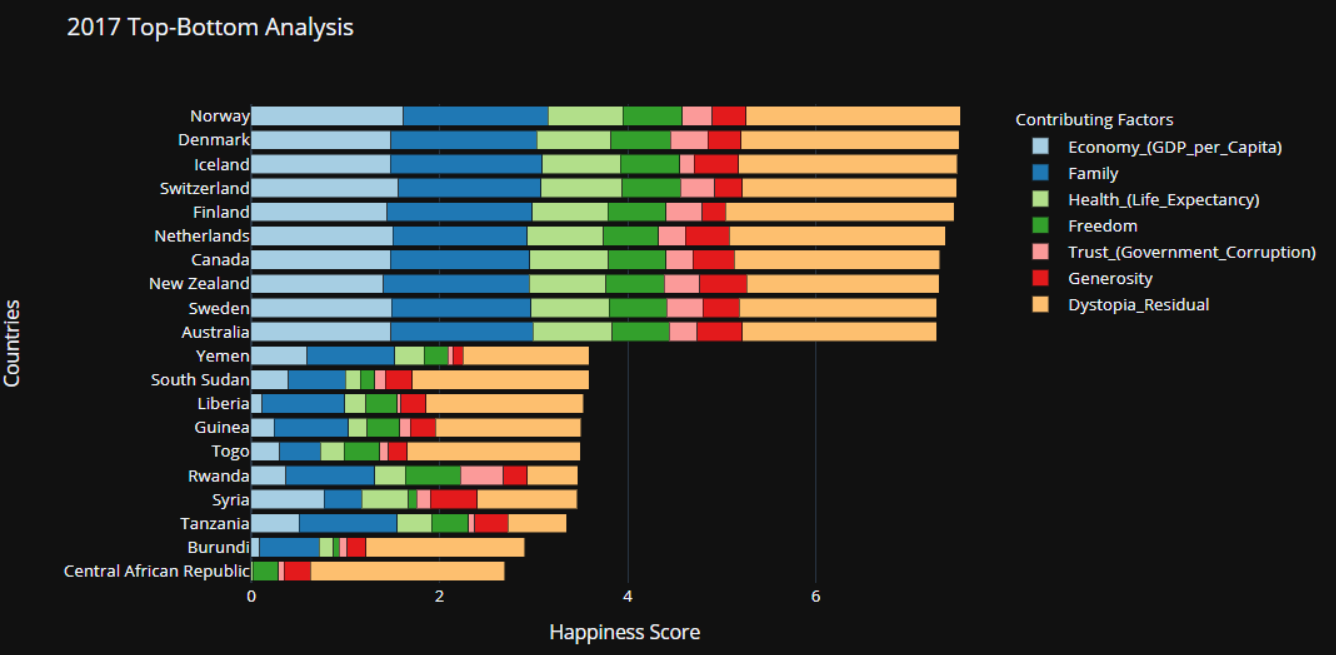 2017 Top-Bottom Analysis
Norway
Denmark
Iceland
Switzerland
Finland
Netherlands
Canada
New Zealand
Sweden
Australia
Yemen
South Sudan
Liberia
Guinea
Togo
Rwanda
Syria
Tanzania
Burundi
Central African Republic
Countries
0 2 4 6
Happiness Score
Contributing Factors
Economy_(GDP_per_Capita)
Family
Health_(Life_Expectancy)
Freedom
Trust_(Government_Corruption)
Generosity
Dystopia_Residual